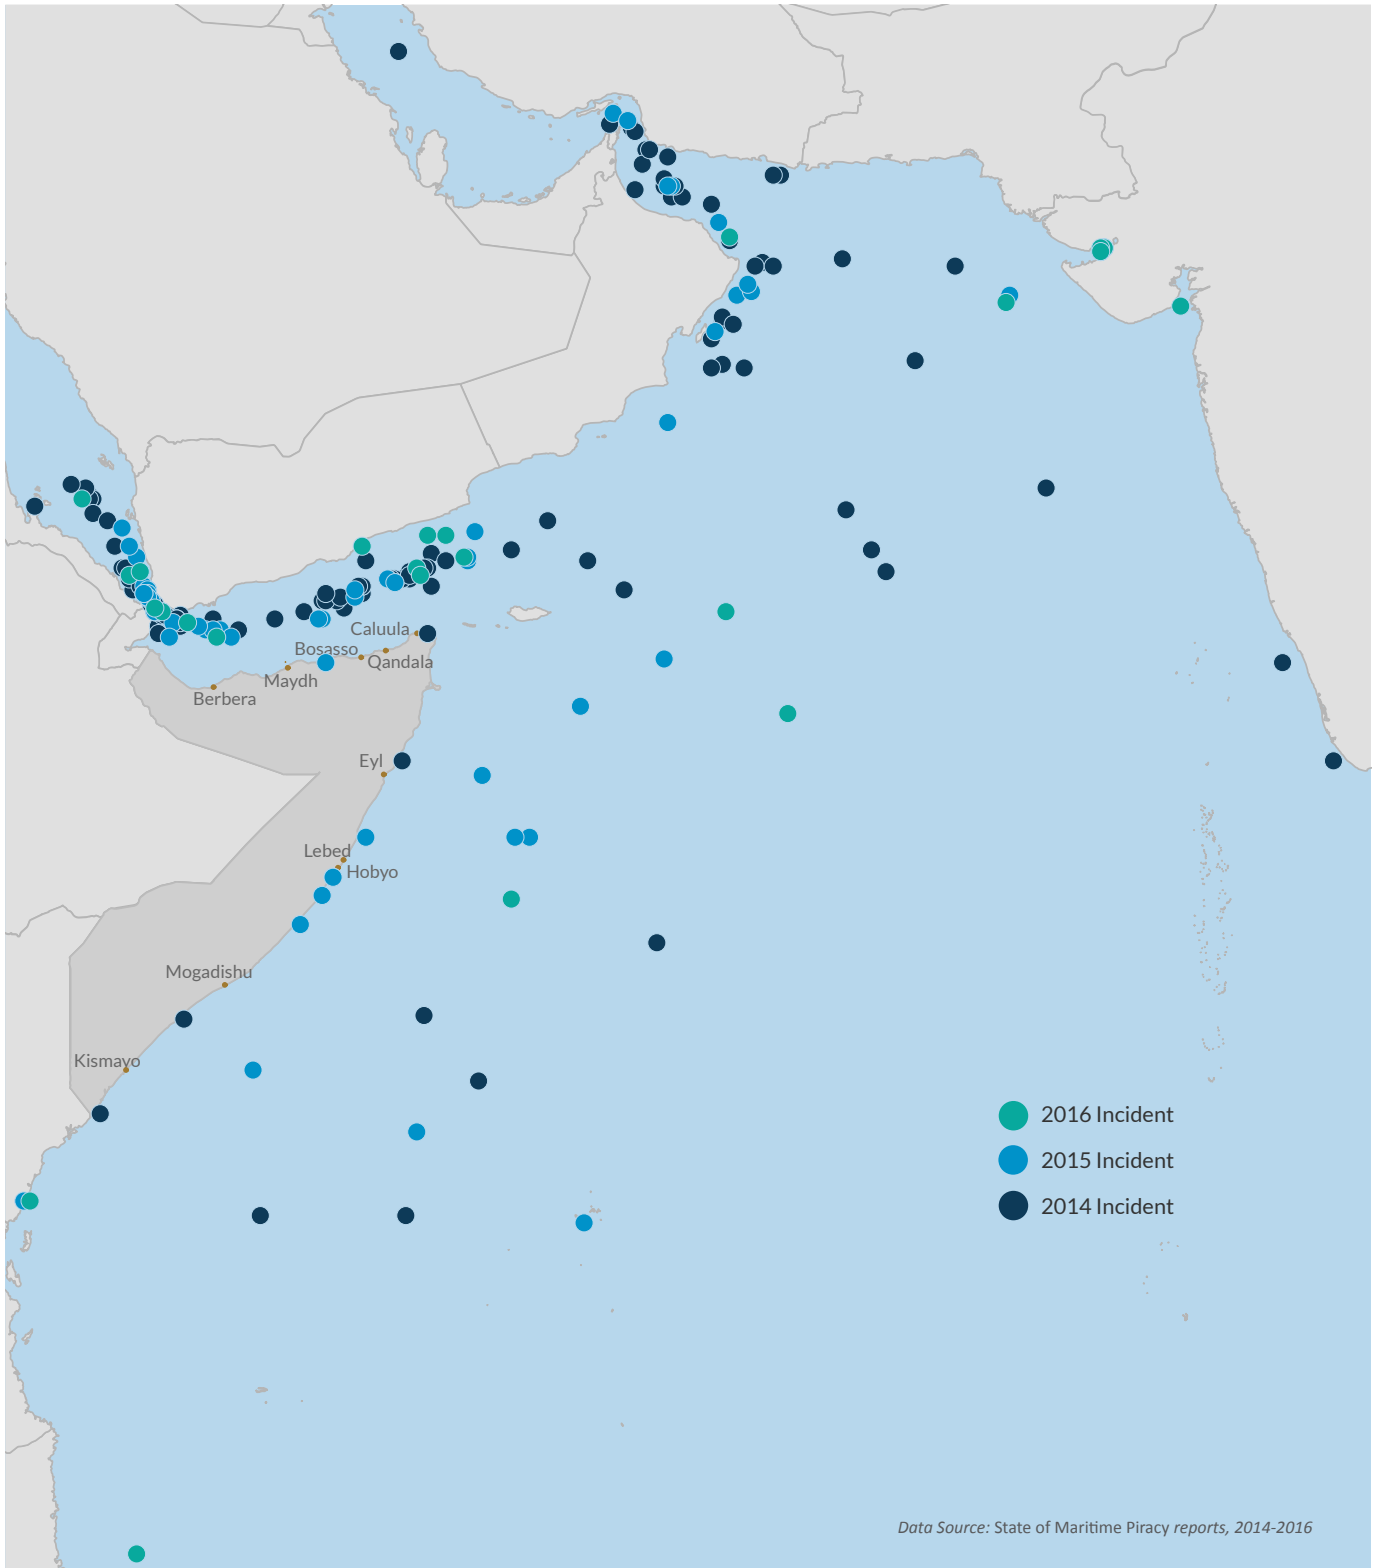 Caluula
Bosasso
Qandala
Maydh
Berbera
Eyl
Lebed
Hobyo
Mogadishu
Kismayo
2016 Incident
2015 Incident
2014 Incident
Data Source: State of Maritime Piracy reports, 2014-2016